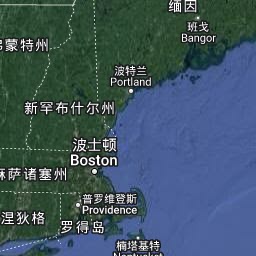 缅因
班戈
Bangor
弗蒙特州
波特兰
Portland
新罕布什尔州
波士顿
Boston
麻萨诸塞州
普罗维登斯
Providence
涅狄格
罗得岛
楠塔基特
Nantucket